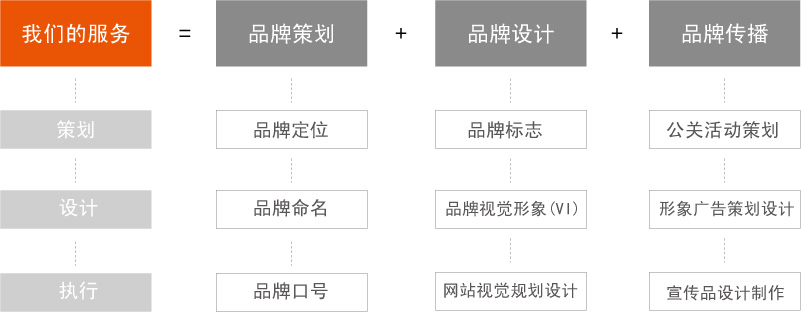 我们的服务 = 品牌策划 + 品牌设计 + 品牌传播
策划 品牌定位 品牌标志 公关活动策划
设计 品牌命名 品牌视觉形象(VI) 形象广告策划设计
执行 品牌口号 网站视觉规划设计 宣传品设计制作